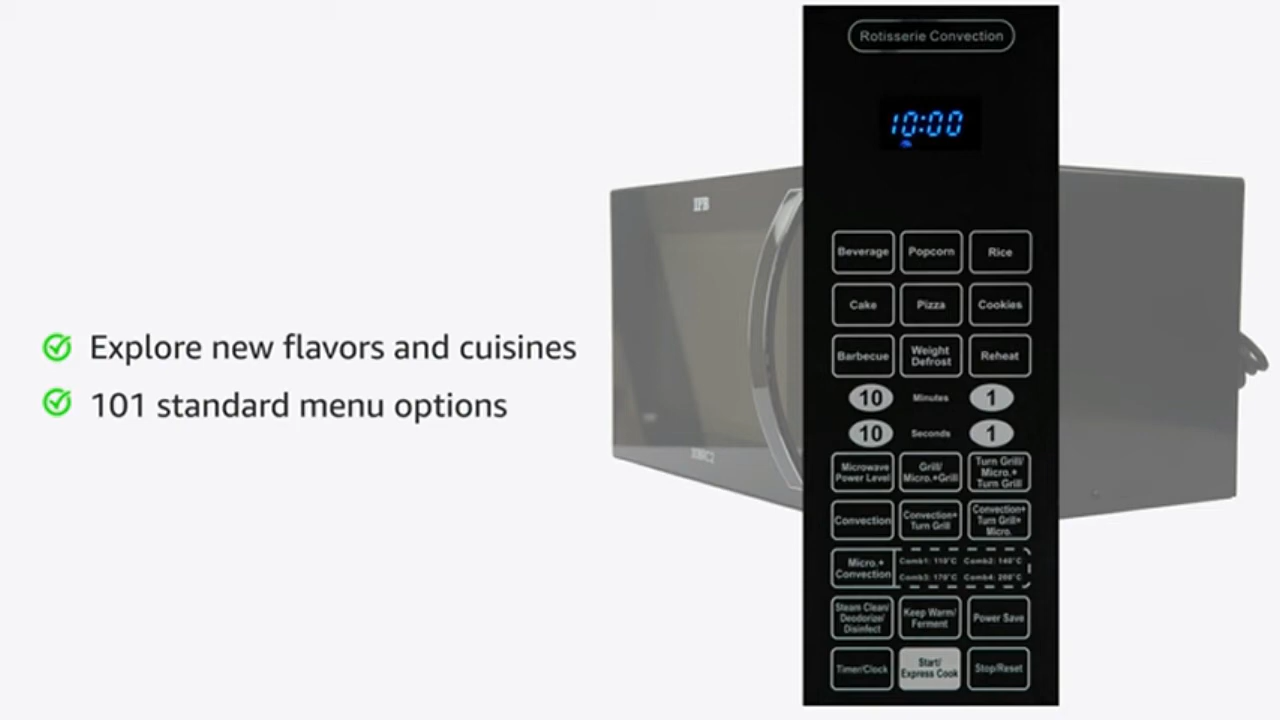 Rotisserie Convection
10:00
IFB
Beverage Popcorn Rice
Cake Pizza Cookies
Explore new flavors and cuisines
Barbecue Weight Defrost Reheat
10 Minutes 1
101 standard menu options
10 Seconds 1
Microwave Power Level
Grill/ Micro.+Grill
Turn Grill/ Micro.+ Turn Grill
Convection
Convection+ Turn Grill
Convection+ Turn Grill+ Micro.
Micro.+ Convection
Comb1: 110°C Comb2: 140°C
Comb3: 170°C Comb4: 200°C
Steam Clean/ Deodorize/ Disinfect
Keep Warm/ Ferment
Power Save
Timer/Clock
Start/ Express Cook
Stop/Reset